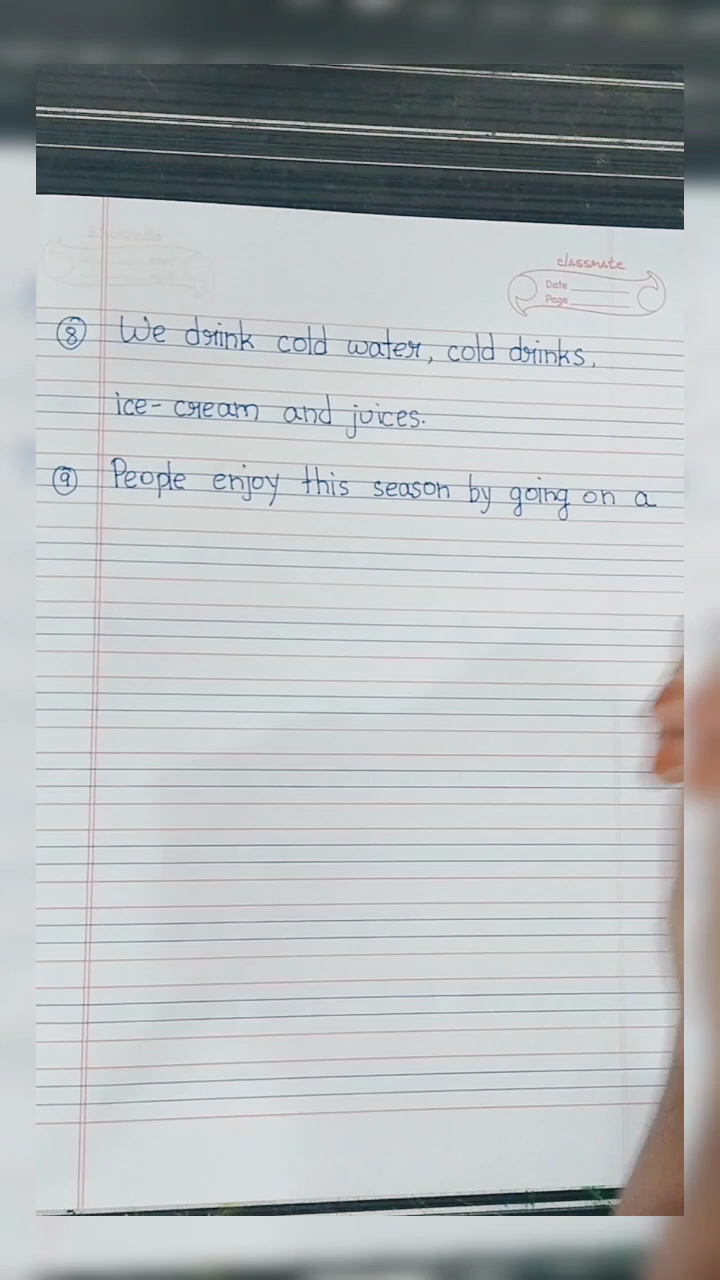 classmate
Date
Page
⑧ We drink cold water, cold drinks,
ice-cream and juices.
⑨ People enjoy this season by going on a